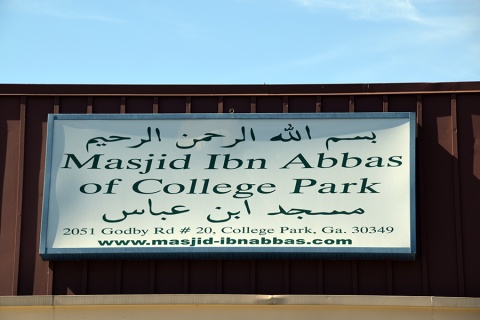 بسم الله الرحمن الرحيم
Masjid Ibn Abbas
of College Park
مسجد ابن عباس
2051 Godby Rd # 20, College Park, Ga. 30349
www.masjid-ibnabbas.com